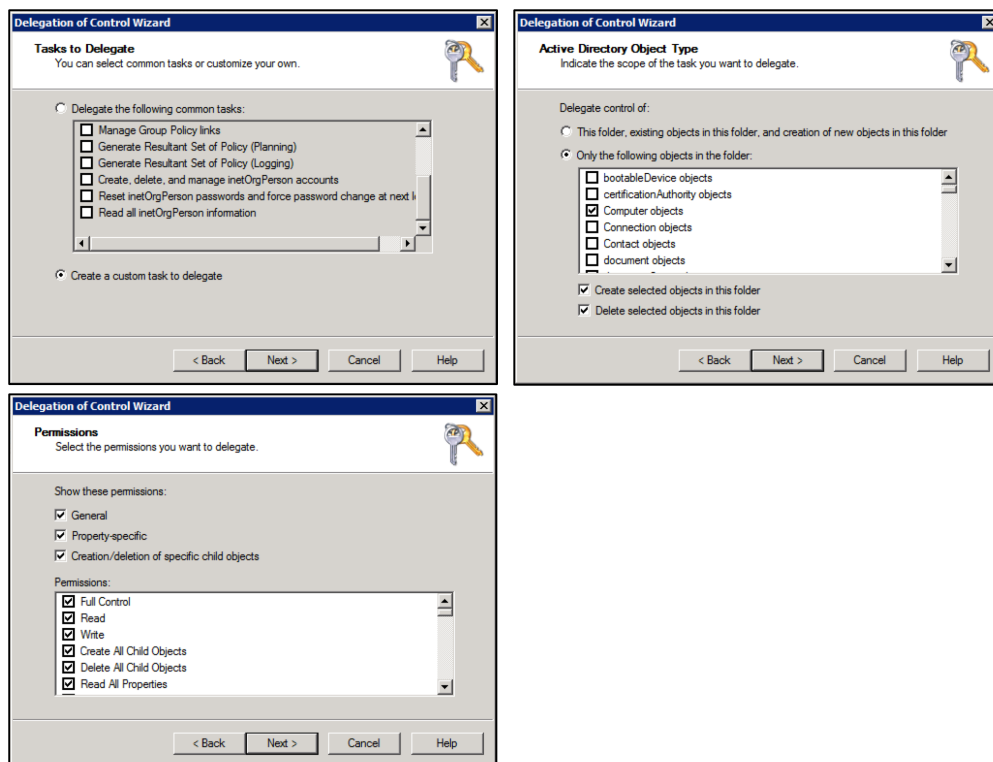 Delegation of Control Wizard
Tasks to Delegate
You can select common tasks or customize your own.
Delegate the following common tasks:
Manage Group Policy links
Generate Resultant Set of Policy (Planning)
Generate Resultant Set of Policy (Logging)
Create, delete, and manage inetOrgPerson accounts
Reset inetOrgPerson passwords and force password change at next
Read all inetOrgPerson information
Create a custom task to delegate
< Back Next > Cancel Help
Delegation of Control Wizard
Active Directory Object Type
Indicate the scope of the task you want to delegate.
Delegate control of:
This folder, existing objects in this folder, and creation of new objects in this folder
Only the following objects in the folder:
bootableDevice objects
certificationAuthority objects
Computer objects
Connection objects
Contact objects
document objects
Create selected objects in this folder
Delete selected objects in this folder
< Back Next > Cancel Help
Delegation of Control Wizard
Permissions
Select the permissions you want to delegate.
Show these permissions:
General
Property-specific
Creation/deletion of specific child objects
Permissions:
Full Control
Read
Write
Create All Child Objects
Delete All Child Objects
Read All Properties
< Back Next > Cancel Help